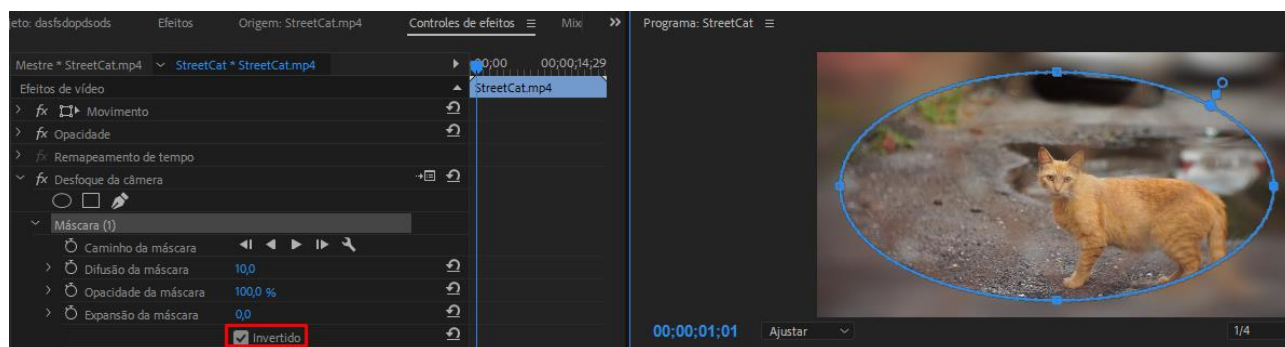 jeto: dasfsdopdsods Efeitos Origem: StreetCat.mp4 Controles de efeitos Mix Programa: StreetCat
Mestre * StreetCat.mp4 StreetCat * StreetCat.mp4 00;00 00;00;14;29
Efeitos de vídeo StreetCat.mp4
fx Movimento
fx Opacidade
fx Remapeamento de tempo
fx Desfoque da câmera
Máscara (1)
Caminho da máscara
Difusão da máscara 10,0
Opacidade da máscara 100,0 %
Expansão da máscara 0,0
Invertido
00;00;01;01 Ajustar 1/4